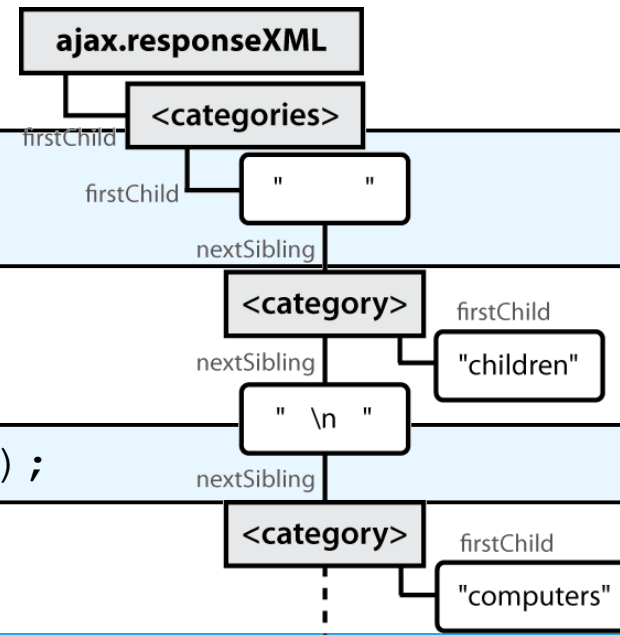 ajax.responseXML
<categories>
firstChild
firstChild
" "
nextSibling
<category>
firstChild
nextSibling
"children"
" \n "
);
nextSibling
<category>
firstChild
"computers"